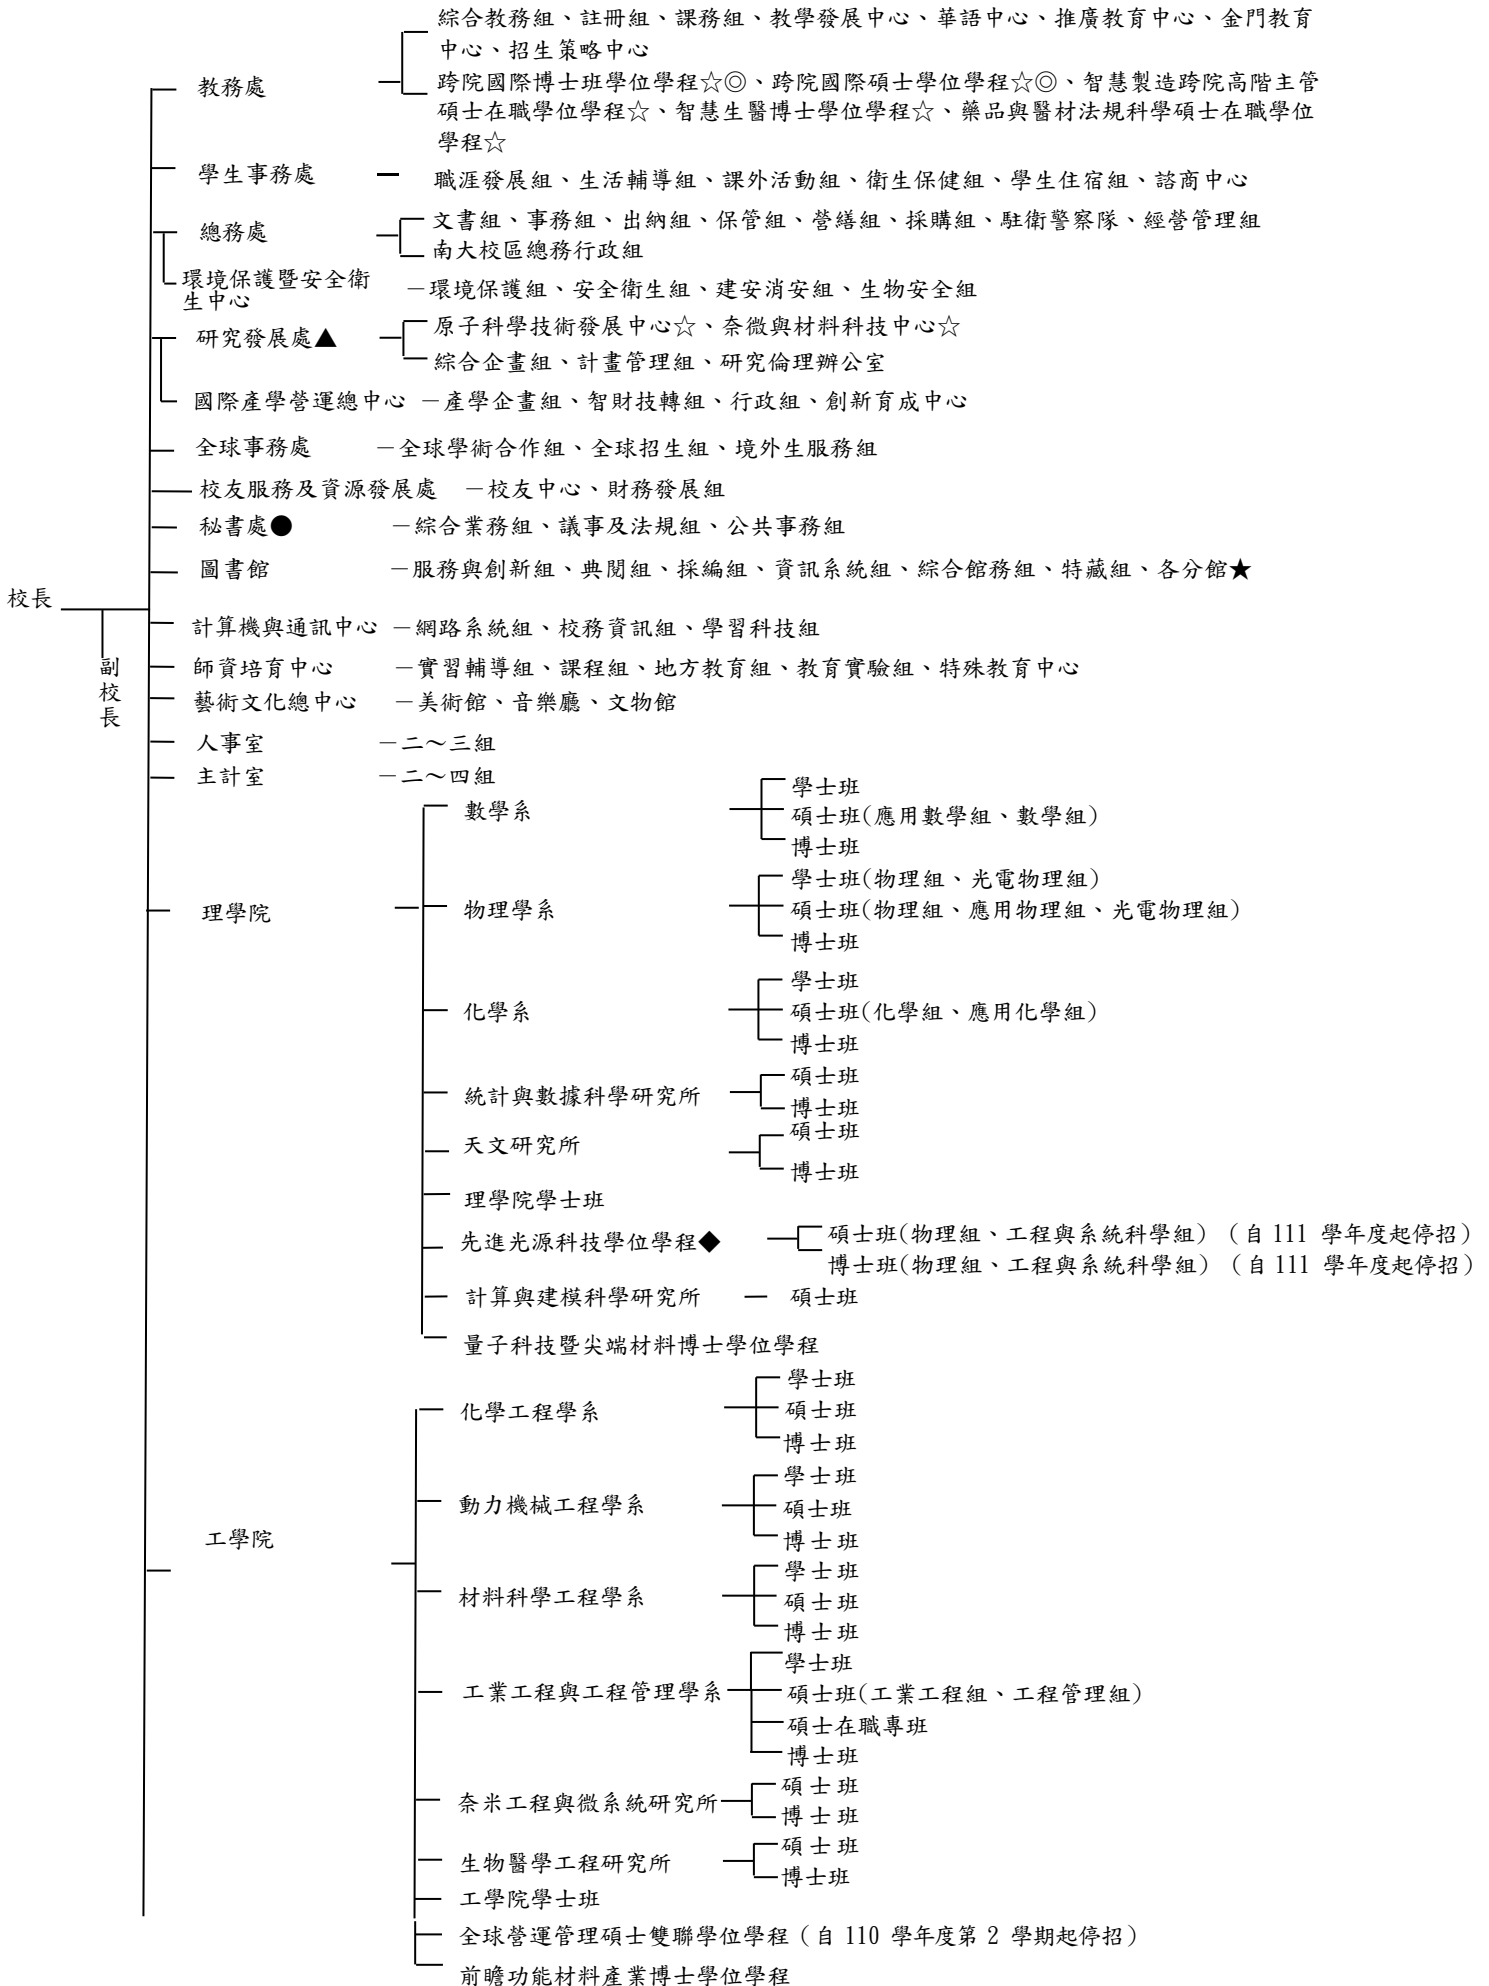 綜合教務組、註冊組、課務組、教學發展中心、華語中心、推廣教育中心、金門教育
中心、招生策略中心
教務處
跨院國際博士班學位學程☆◎、跨院國際碩士學位學程☆◎、智慧製造跨院高階主管
碩士在職學位學程☆、智慧生醫博士學位學程☆、藥品與醫材法規科學碩士在職學位
學程☆
學生事務處 — 職涯發展組、生活輔導組、課外活動組、衛生保健組、學生住宿組、諮商中心
總務處
文書組、事務組、出納組、保管組、營繕組、採購組、駐衛警察隊、經營管理組
南大校區總務行政組
環境保護暨安全衛
生中心
－環境保護組、安全衛生組、建安消安組、生物安全組
研究發展處▲
原子科學技術發展中心☆、奈微與材料科技中心☆
綜合企畫組、計畫管理組、研究倫理辦公室
國際產學營運總中心 －產學企畫組、智財技轉組、行政組、創新育成中心
全球事務處 －全球學術合作組、全球招生組、境外生服務組
校友服務及資源發展處 －校友中心、財務發展組
秘書處● －綜合業務組、議事及法規組、公共事務組
圖書館 －服務與創新組、典閱組、採編組、資訊系統組、綜合館務組、特藏組、各分館★
校長
副校長
計算機與通訊中心 －網路系統組、校務資訊組、學習科技組
師資培育中心 －實習輔導組、課程組、地方教育組、教育實驗組、特殊教育中心
藝術文化總中心 －美術館、音樂廳、文物館
人事室 －二～三組
主計室 －二～四組
理學院
數學系
學士班
碩士班(應用數學組、數學組)
博士班
物理學系
學士班(物理組、光電物理組)
碩士班(物理組、應用物理組、光電物理組)
博士班
化學系
學士班
碩士班(化學組、應用化學組)
博士班
統計與數據科學研究所
碩士班
博士班
天文研究所
碩士班
博士班
理學院學士班
先進光源科技學位學程◆
碩士班(物理組、工程與系統科學組)（自 111 學年度起停招）
博士班(物理組、工程與系統科學組)（自 111 學年度起停招）
計算與建模科學研究所 — 碩士班
量子科技暨尖端材料博士學位學程
工學院
化學工程學系
學士班
碩士班
博士班
動力機械工程學系
學士班
碩士班
博士班
材料科學工程學系
學士班
碩士班
博士班
工業工程與工程管理學系
學士班
碩士班(工業工程組、工程管理組)
碩士在職專班
博士班
奈米工程與微系統研究所
碩士班
博士班
生物醫學工程研究所
碩士班
博士班
工學院學士班
全球營運管理碩士雙聯學位學程（自 110 學年度第 2 學期起停招）
前瞻功能材料產業博士學位學程